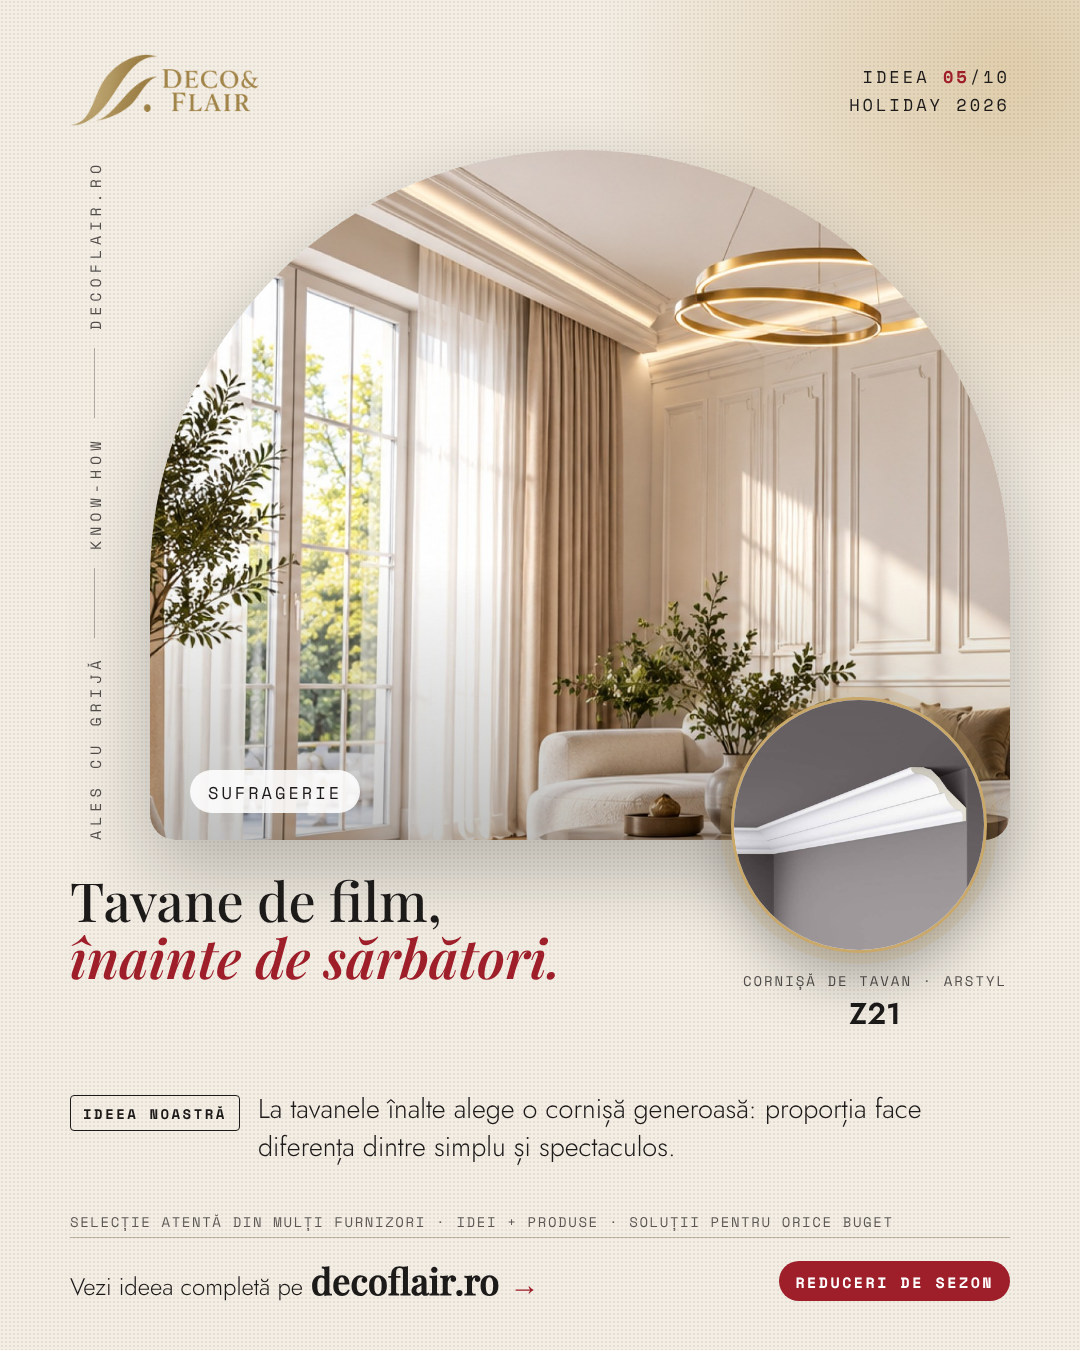 DECO&
FLAIR
IDEEA 05/10
HOLIDAY 2026
ALES CU GRIJĂ
KNOW-HOW
DECOFLAIR.RO
SUFRAGERIE
Tavane de film,
înainte de sărbători.
CORNIȘĂ DE TAVAN · ARSTYL
Z21
IDEEA NOASTRĂ
La tavanele înalte alege o cornișă generoasă: proporția face
diferența dintre simplu și spectaculos.
SELECȚIE ATENTĂ DIN MULȚI FURNIZORI · IDEI + PRODUSE · SOLUȚII PENTRU ORICE BUGET
Vezi ideea completă pe decoflair.ro →
REDUCERI DE SEZON